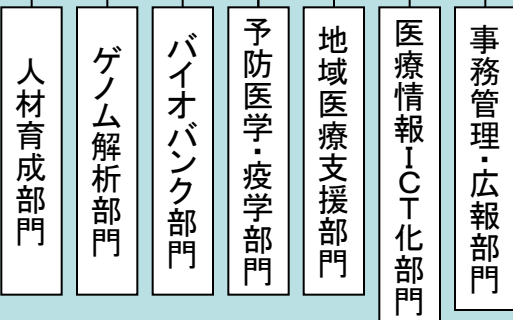 人材育成部門
ゲノム解析部門
バイオバンク部門
予防医学・疫学部門
地域医療支援部門
医療情報ICT化部門
事務管理・広報部門